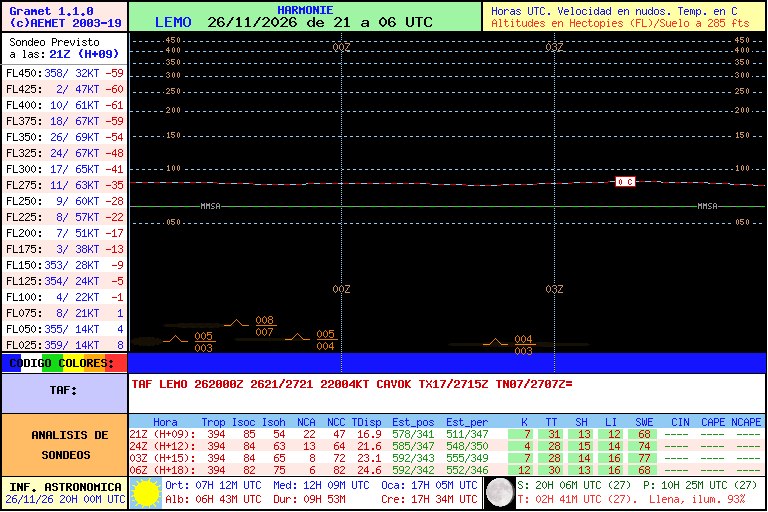 Gramet 1.1.0
(c)AEMET 2003-19
HARMONIE
LEMO 26/11/2026 de 21 a 06 UTC
Horas UTC. Velocidad en nudos. Temp. en C
Altitudes en Hectopies (FL)/Suelo a 285 fts
Sondeo Previsto
a las: 21Z (H+09)
FL450:358/ 32KT -59
FL425: 2/ 47KT -60
FL400: 10/ 61KT -61
FL375: 18/ 67KT -59
FL350: 26/ 69KT -54
FL325: 24/ 67KT -48
FL300: 17/ 65KT -41
FL275: 11/ 63KT -35
FL250: 9/ 60KT -28
FL225: 8/ 57KT -22
FL200: 7/ 51KT -17
FL175: 3/ 38KT -13
FL150:353/ 28KT -9
FL125:354/ 24KT -5
FL100: 4/ 22KT -1
FL075: 8/ 21KT 1
FL050:355/ 14KT 4
FL025:359/ 14KT 8
00Z 03Z
450 450
400 400
350 350
300 300
250 250
200 200
150 150
100 100
0 C
MMSA MMSA
050 050
00Z 03Z
005
003
008
007
005
004
004
003
CODIGO COLORES:
TAF:
TAF LEMO 262000Z 2621/2721 22004KT CAVOK TX17/2715Z TN07/2707Z=
ANALISIS DE
SONDEOS
Hora Trop Isoc Isoh NCA NCC TDisp Est_pos Est_per K TT SH LI SWE CIN CAPE NCAPE
21Z (H+09): 394 85 54 22 47 16.9 578/341 511/347 7 31 13 12 68 ---- ---- ----
24Z (H+12): 394 84 63 13 64 21.6 585/347 548/350 4 28 15 14 74 ---- ---- ----
03Z (H+15): 394 84 65 8 72 23.1 592/343 555/349 7 28 14 16 77 ---- ---- ----
06Z (H+18): 394 82 75 6 82 24.6 592/342 552/346 12 30 13 16 68 ---- ---- ----
INF. ASTRONOMICA
26/11/26 20H 00M UTC
Ort: 07H 12M UTC Med: 12H 09M UTC Oca: 17H 05M UTC
Alb: 06H 43M UTC Dur: 09H 53M Cre: 17H 34M UTC
S: 20H 06M UTC (27) P: 10H 25M UTC (27)
T: 02H 41M UTC (27). Llena, ilum. 93%